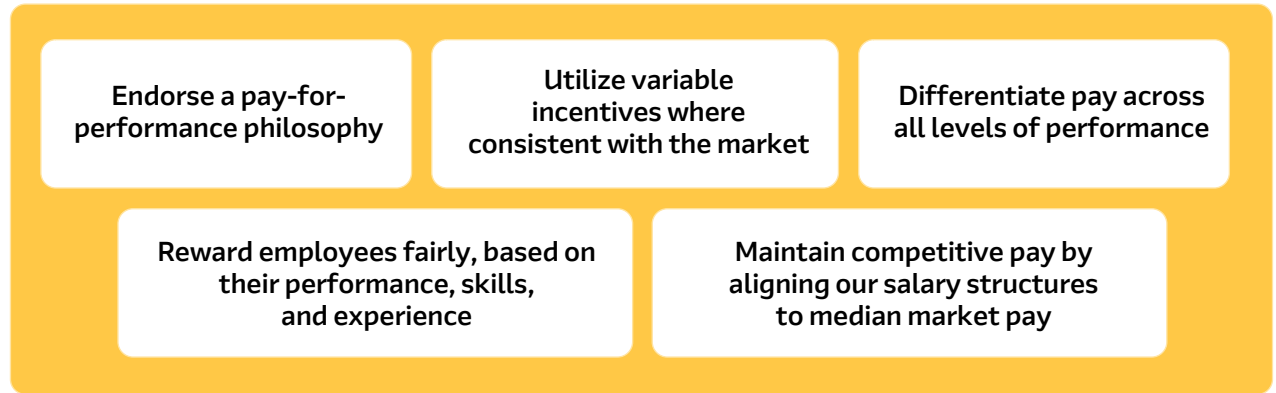 Endorse a pay-for-
performance philosophy
Utilize variable
incentives where
consistent with the market
Differentiate pay across
all levels of performance
Reward employees fairly, based on
their performance, skills,
and experience
Maintain competitive pay by
aligning our salary structures
to median market pay